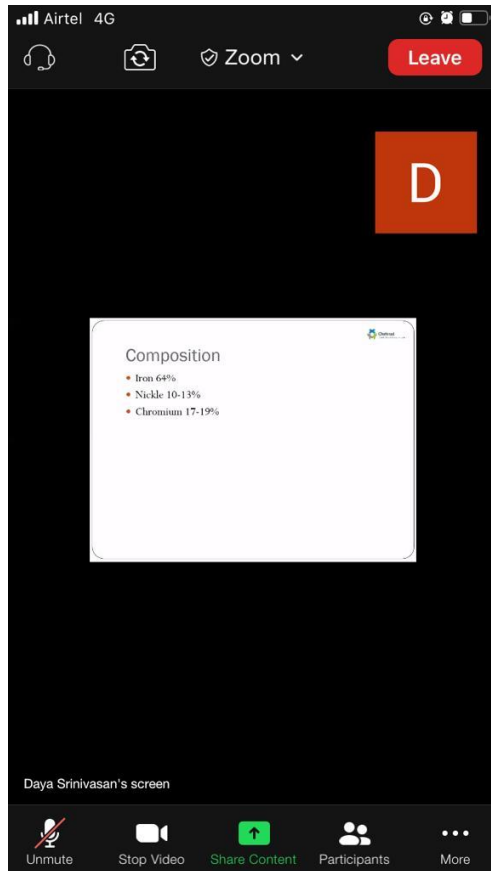 Airtel 4G
Zoom
Leave
D
Composition
• Iron 64%
• Nickle 10-13%
• Chromium 17-19%
Daya Srinivasan's screen
Unmute
Stop Video
Share Content
Participants
More